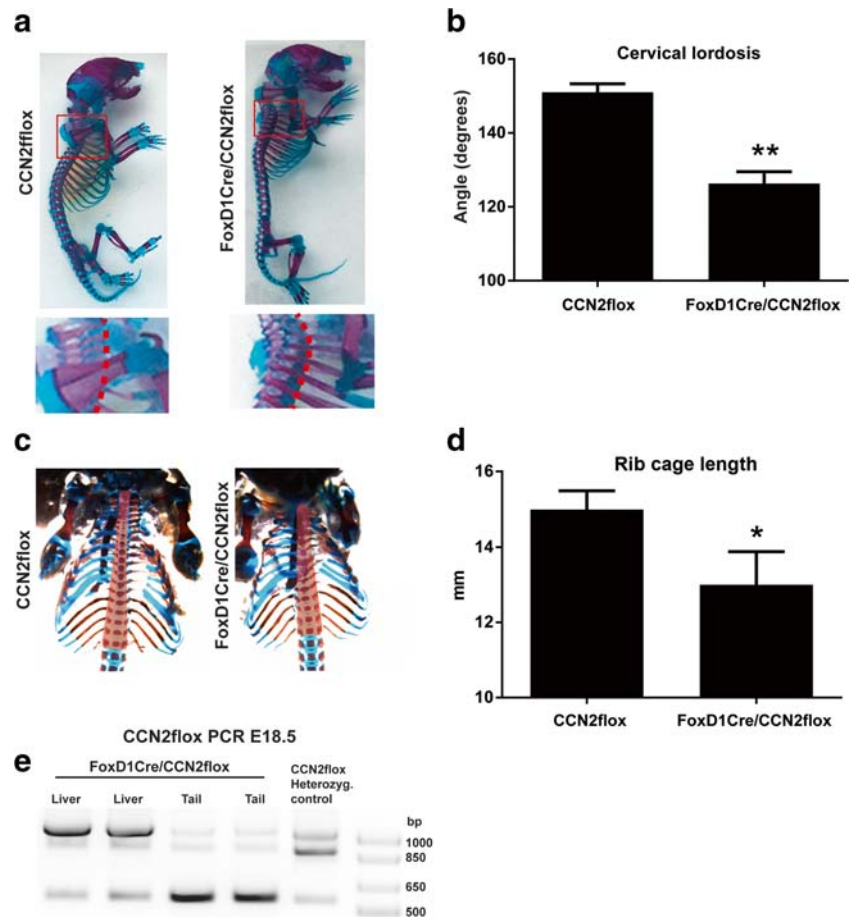 a
CCN2fflox
FoxD1Cre/CCN2flox
b
Cervical lordosis
Angle (degrees)
160
150
120
100
**
CCN2flox
FoxD1Cre/CCN2flox
c
CCN2flox
FoxD1Cre/CCN2flox
d
Rib cage length
mm
16
14
12
10
*
CCN2flox
FoxD1Cre/CCN2flox
CCN2flox PCR E18.5
e
FoxD1Cre/CCN2flox
Liver
Liver
Tail
Tail
CCN2flox
Heterozyg.
control
bp
1000
850
650
500